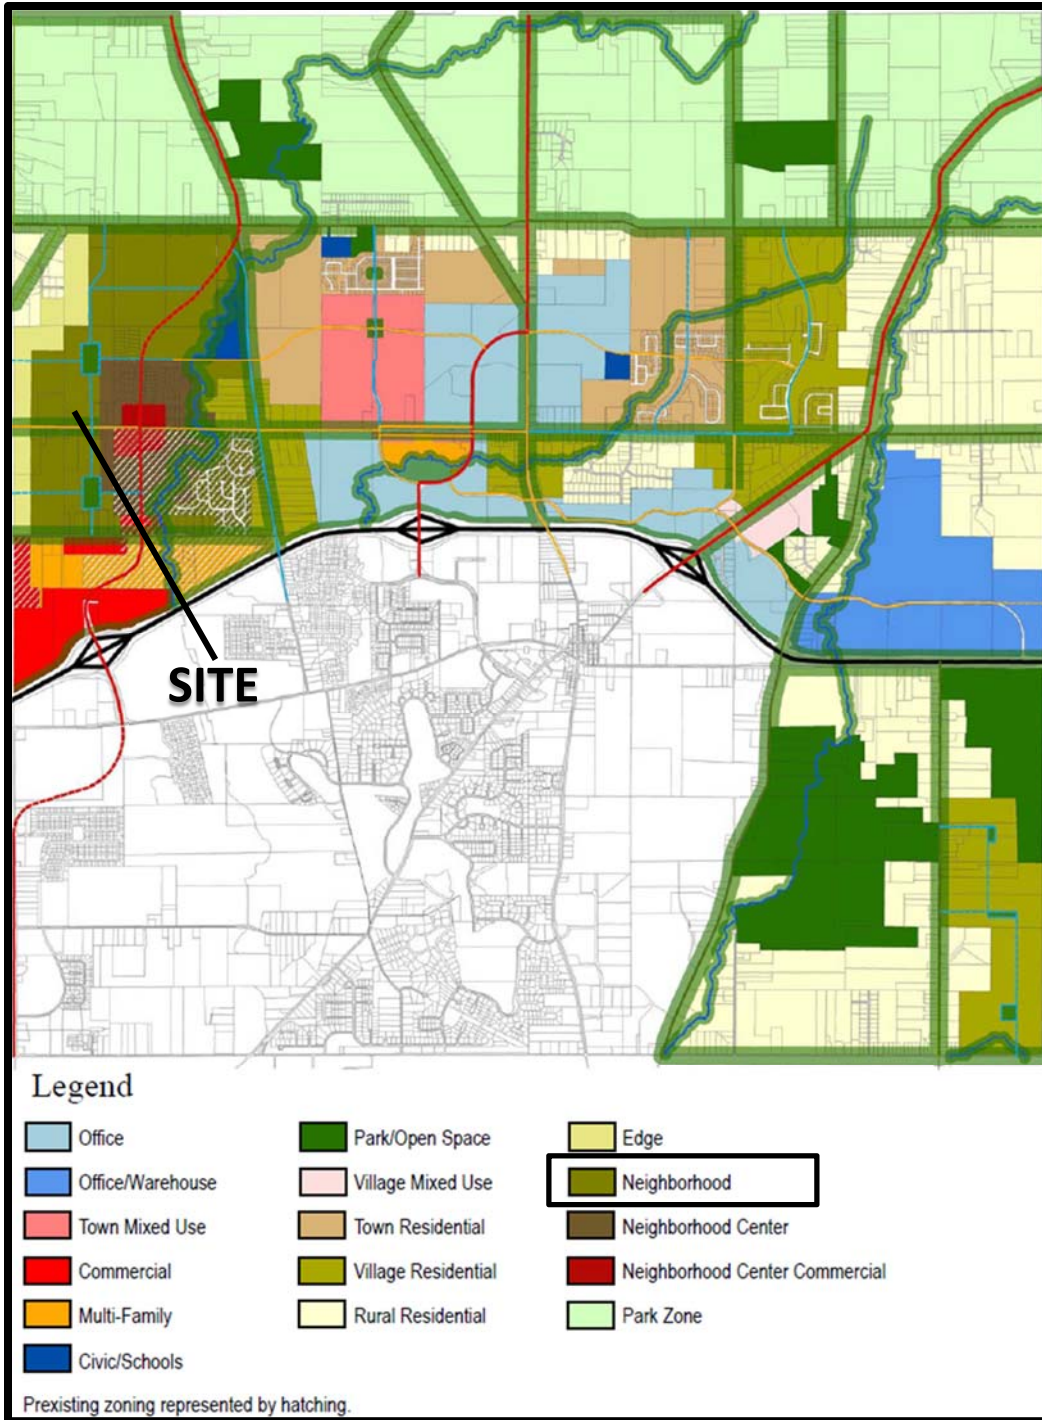 SITE
Legend
Office
Park/Open Space
Edge
Office/Warehouse
Village Mixed Use
Neighborhood
Town Mixed Use
Town Residential
Neighborhood Center
Commercial
Village Residential
Neighborhood Center Commercial
Multi-Family
Rural Residential
Park Zone
Civic/Schools
Prexisting zoning represented by hatching.